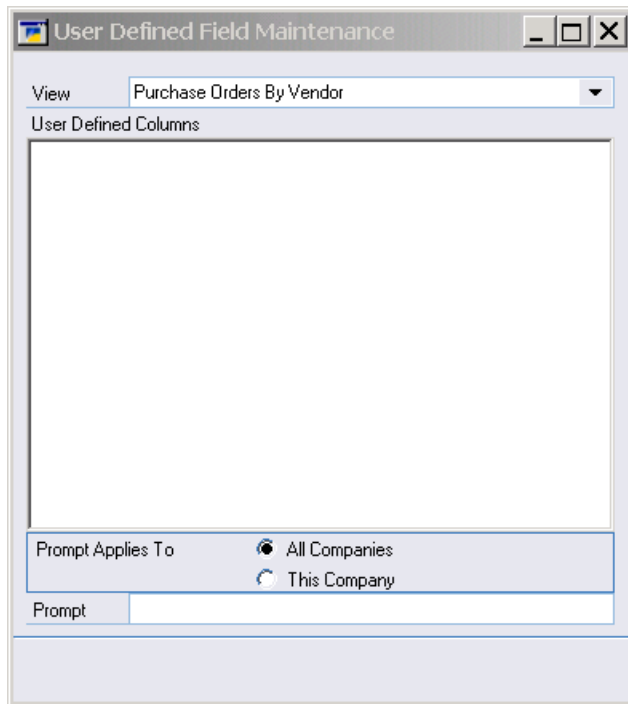 User Defined Field Maintenance
View Purchase Orders By Vendor
User Defined Columns
Prompt Applies To All Companies
This Company
Prompt